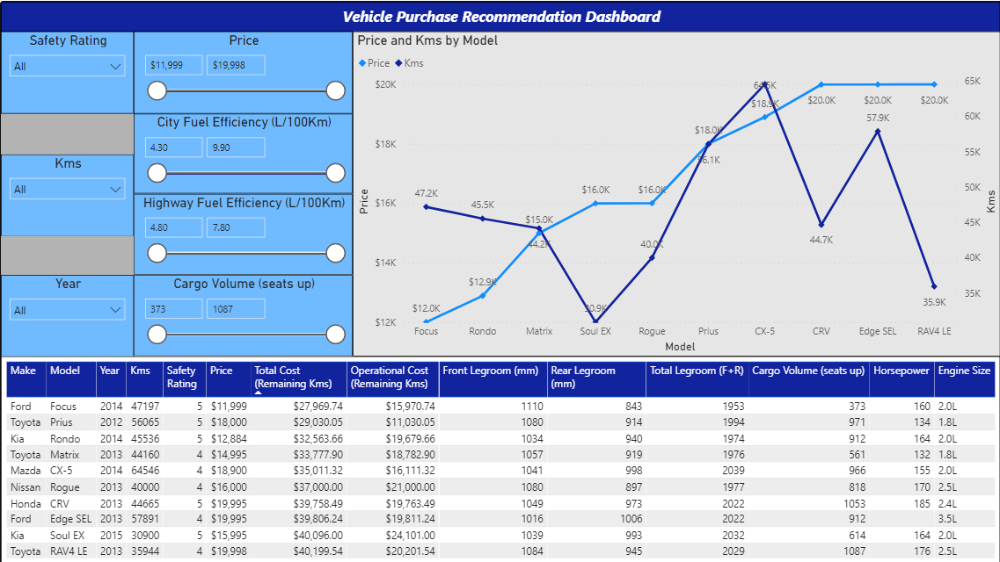 Vehicle Purchase Recommendation Dashboard
Safety Rating
All
Kms
All
Year
All
Price
$11,999 $19,998
City Fuel Efficiency (L/100Km)
4.30 9.90
Highway Fuel Efficiency (L/100Km)
4.80 7.80
Cargo Volume (seats up)
373 1087
Price and Kms by Model
Price Kms
$20K
$18K
$16K
$14K
$12K
Price
65K
60K
55K
50K
45K
40K
35K
Kms
47.2K 45.5K $15.0K $16.0K $16.0K $18.0K 64.5K $20.0K $20.0K $20.0K
$12.0K $12.9K 44.2K 30.9K 40.0K 56.1K $18.9K 44.7K 57.9K 35.9K
Focus Rondo Matrix Soul EX Rogue Prius CX-5 CRV Edge SEL RAV4 LE
Model
Make Model Year Kms Safety Rating Price Total Cost (Remaining Kms) Operational Cost (Remaining Kms) Front Legroom (mm) Rear Legroom (mm) Total Legroom (F+R) Cargo Volume (seats up) Horsepower Engine Size
Ford Focus 2014 47197 5 $11,999 $27,969.74 $15,970.74 1110 843 1953 373 160 2.0L
Toyota Prius 2012 56065 5 $18,000 $29,030.05 $11,030.05 1080 914 1994 971 134 1.8L
Kia Rondo 2014 45536 5 $12,884 $32,563.66 $19,679.66 1034 940 1974 912 164 2.0L
Toyota Matrix 2013 44160 4 $14,995 $33,777.90 $18,782.90 1057 919 1976 561 132 1.8L
Mazda CX-5 2014 64546 4 $18,900 $35,011.32 $16,111.32 1041 998 2039 966 155 2.0L
Nissan Rogue 2013 40000 4 $16,000 $37,000.00 $21,000.00 1080 897 1977 818 170 2.5L
Honda CRV 2013 44665 5 $19,995 $39,758.49 $19,763.49 1049 973 2022 1053 185 2.4L
Ford Edge SEL 2013 57891 4 $19,995 $39,806.24 $19,811.24 1016 1006 2022 912 3.5L
Kia Soul EX 2015 30900 5 $15,995 $40,096.00 $24,101.00 1039 993 2032 614 164 2.0L
Toyota RAV4 LE 2013 35944 4 $19,998 $40,199.54 $20,201.54 1084 945 2029 1087 176 2.5L